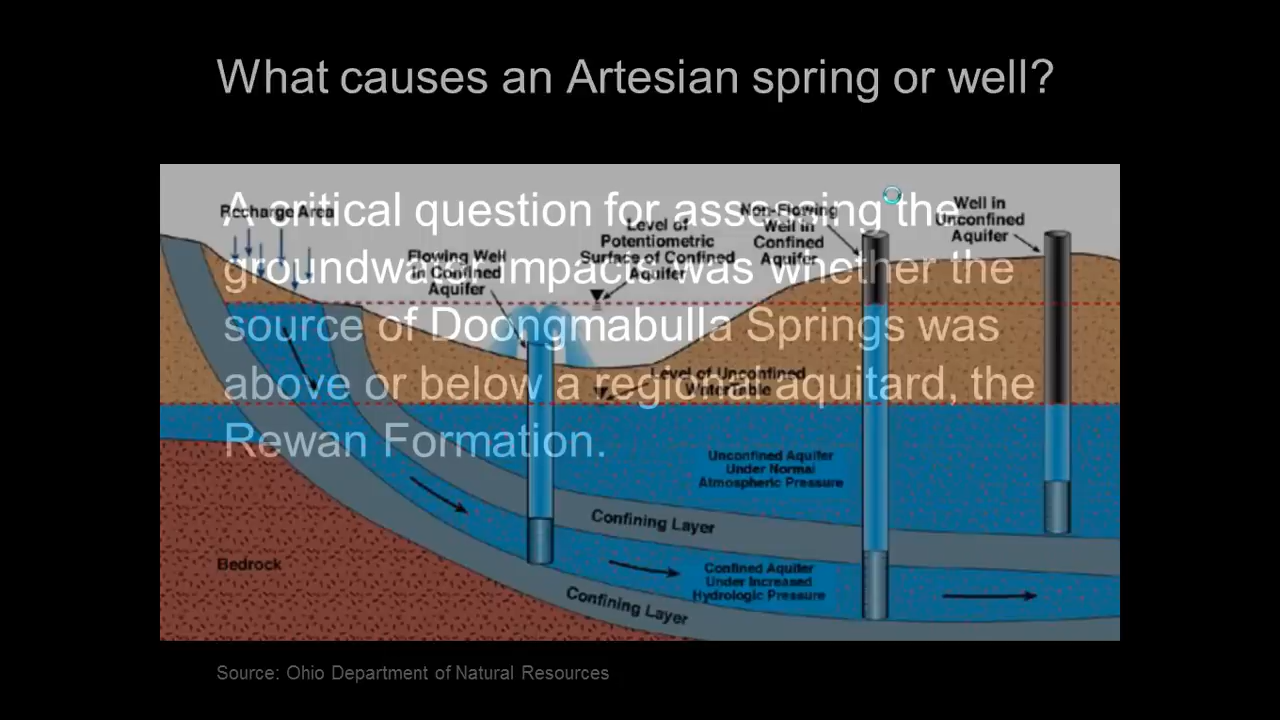 What causes an Artesian spring or well?
A critical question for assessing the
groundwater impacts was whether the
source of Doongmabulla Springs was
above or below a regional aquitard, the
Rewan Formation.
Recharge Area
Flowing Well
in Confined
Aquifer
Level of
Potentiometric
Surface of Confined
Aquifer
Non-Flowing
Well in
Confined
Aquifer
Well in
Unconfined
Aquifer
Level of Unconfined
Water Table
Unconfined Aquifer
Under Normal
Atmospheric Pressure
Confining Layer
Confined Aquifer
Under Increased
Hydrologic Pressure
Confining Layer
Bedrock
Source: Ohio Department of Natural Resources